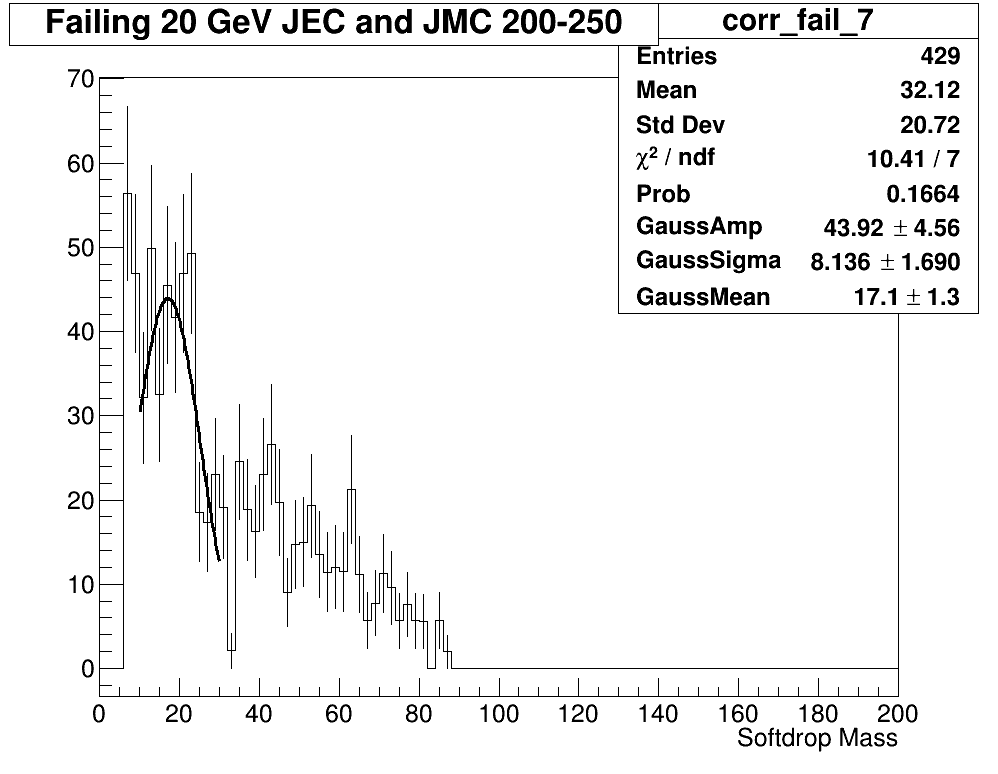 Failing 20 GeV JEC and JMC 200-250
corr_fail_7
Entries 429
Mean 32.12
Std Dev 20.72
χ² / ndf 10.41 / 7
Prob 0.1664
GaussAmp 43.92 ± 4.56
GaussSigma 8.136 ± 1.690
GaussMean 17.1 ± 1.3
70
60
50
40
30
20
10
0
0 20 40 60 80 100 120 140 160 180 200
Softdrop Mass